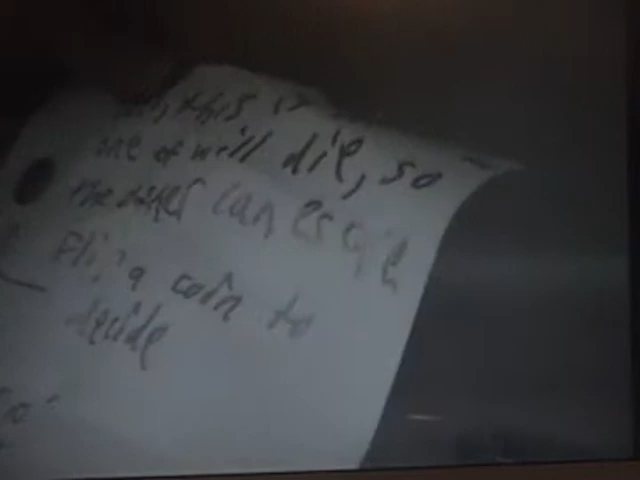 this is
one of will die, so
the other can escape
Flip a coin to
decide